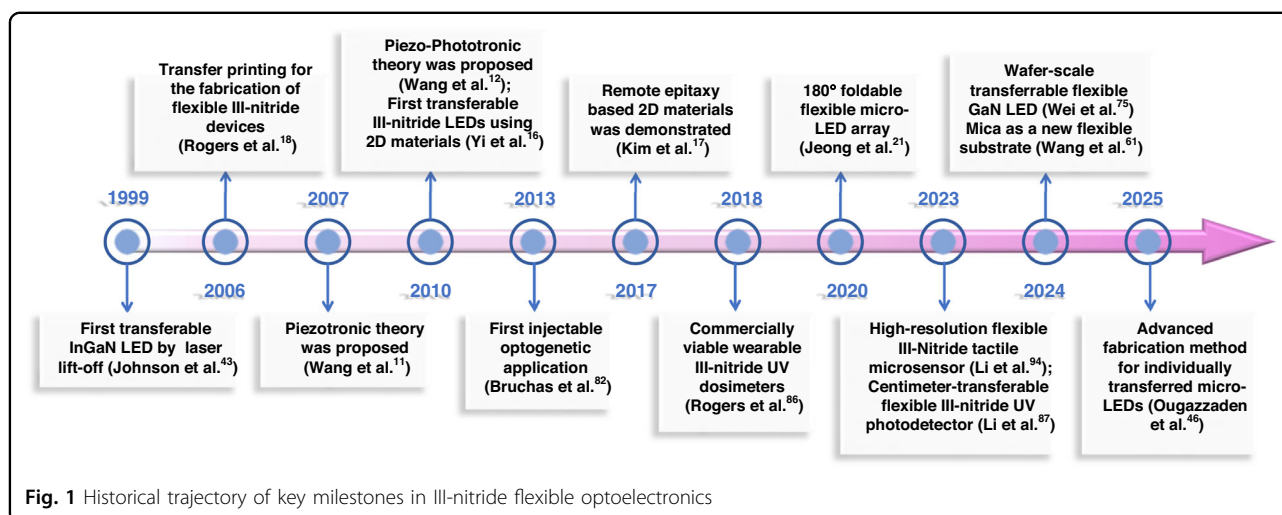 Transfer printing for
the fabrication of
flexible III-nitride
devices
(Rogers et al.18)
Piezo-Phototronic
theory was proposed
(Wang et al.12);
First transferable
III-nitride LEDs using
2D materials (Yi et al.16)
Remote epitaxy
based 2D materials
was demonstrated
(Kim et al.17)
180° foldable
flexible micro-
LED array
(Jeong et al.21)
Wafer-scale
transferrable flexible
GaN LED (Wei et al.75)
Mica as a new flexible
substrate (Wang et al.61)
1999
2007
2013
2018
2023
2025
2006
2010
2017
2020
2024
First transferable
InGaN LED by laser
lift-off (Johnson et al.43)
Piezotronic theory
was proposed
(Wang et al.11)
First injectable
optogenetic
application
(Bruchas et al.82)
Commercially
viable wearable
III-nitride UV
dosimeters
(Rogers et al.86)
High-resolution flexible
III-Nitride tactile
microsensor (Li et al.94);
Centimeter-transferable
flexible III-nitride UV
photodetector (Li et al.87)
Advanced
fabrication method
for individually
transferred micro-
LEDs (Ougazzaden
et al.46)
Fig. 1 Historical trajectory of key milestones in III-nitride flexible optoelectronics